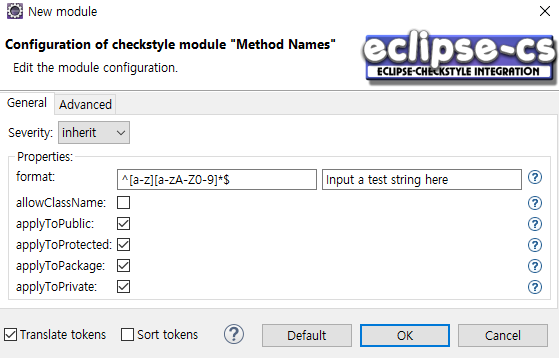 New module
Configuration of checkstyle module "Method Names"
Edit the module configuration.
eclipse-cs
ECLIPSE-CHECKSTYLE INTEGRATION
General Advanced
Severity: inherit
Properties:
format: ^[a-z][a-zA-Z0-9]*$ Input a test string here ?
allowClassName: ?
applyToPublic: ?
applyToProtected: ?
applyToPackage: ?
applyToPrivate: ?
Translate tokens Sort tokens ? Default OK Cancel